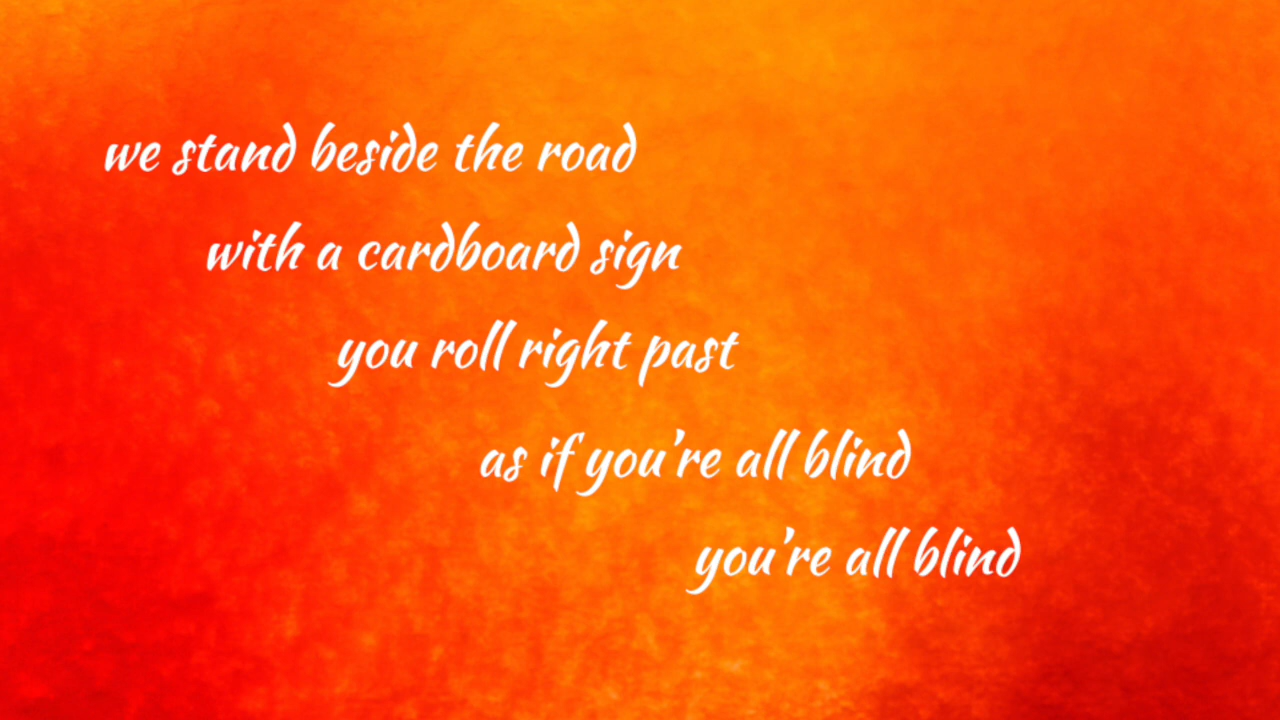 we stand beside the road
with a cardboard sign
you roll right past
as if you're all blind
you're all blind